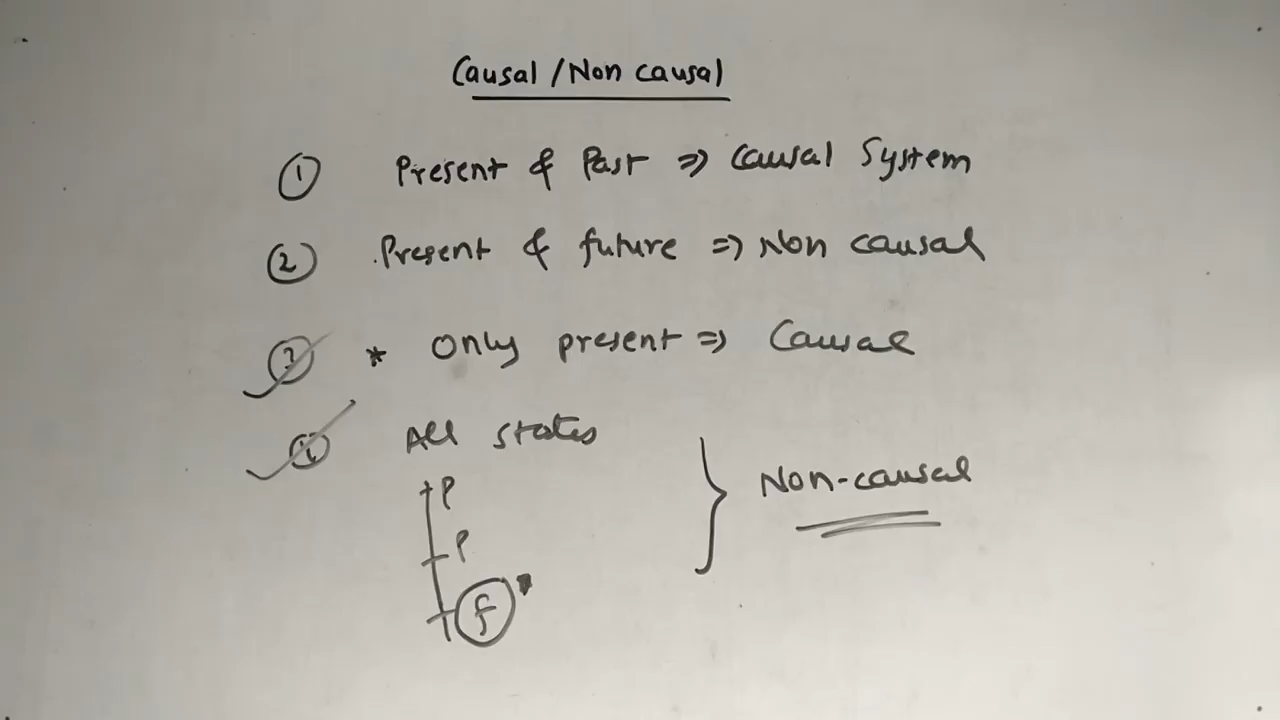 Causal / Non causal
① Present & Past ⇒ Causal System
② Present & future ⇒ Non causal
③ * Only present ⇒ Causal
④ All states
P
P
f
} Non-causal